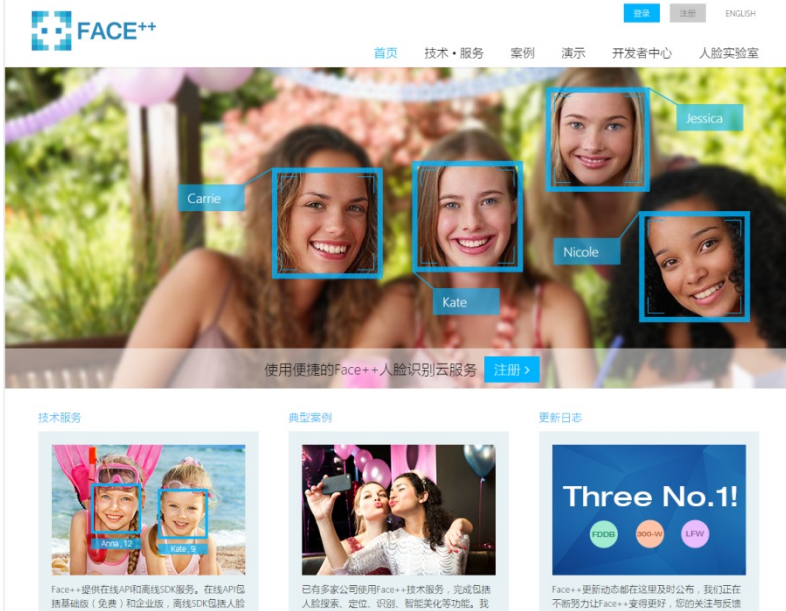 登录 注册 ENGLISH
FACE++
首页 技术•服务 案例 演示 开发者中心 人脸实验室
Jessica
Carrie
Nicole
Kate
使用便捷的Face++人脸识别云服务 注册 >
技术服务
典型案例
更新日志
Anna , 12
Kate , 9
Three No.1!
FDDB 300-W LFW
Face++提供在线API和离线SDK服务。在线API包
括基础版（免费）和企业版，离线SDK包括人脸
已有多家公司使用Face++技术服务，完成包括
人脸搜索、定位、识别、智能美化等功能。我
Face++更新动态都在这里及时公布，我们正在
不断努力让Face++变得更好，您的关注与反馈